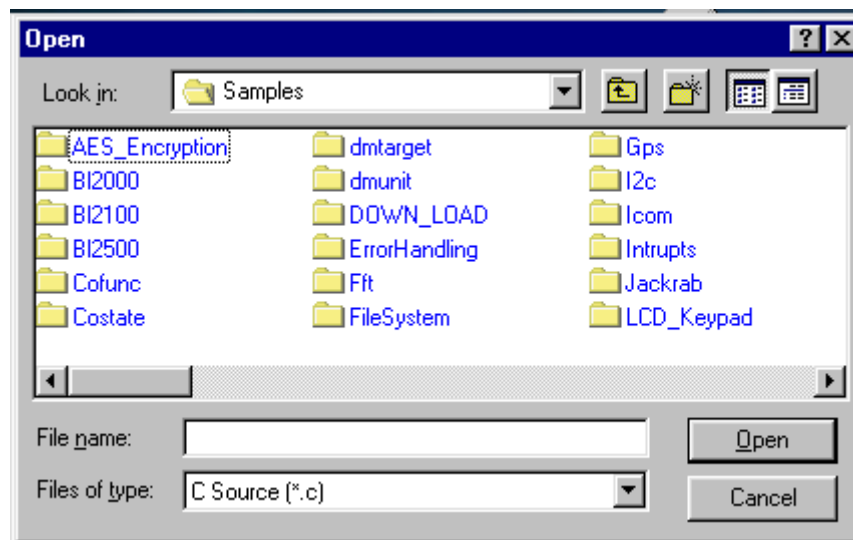 Open
Look in: Samples
AES_Encryption dmtarget Gps
BI2000 dmunit I2c
BI2100 DOWN_LOAD Icom
BI2500 ErrorHandling Intrupts
Cofunc Fft Jackrab
Costate FileSystem LCD_Keypad
File name: Open
Files of type: C Source (*.c) Cancel